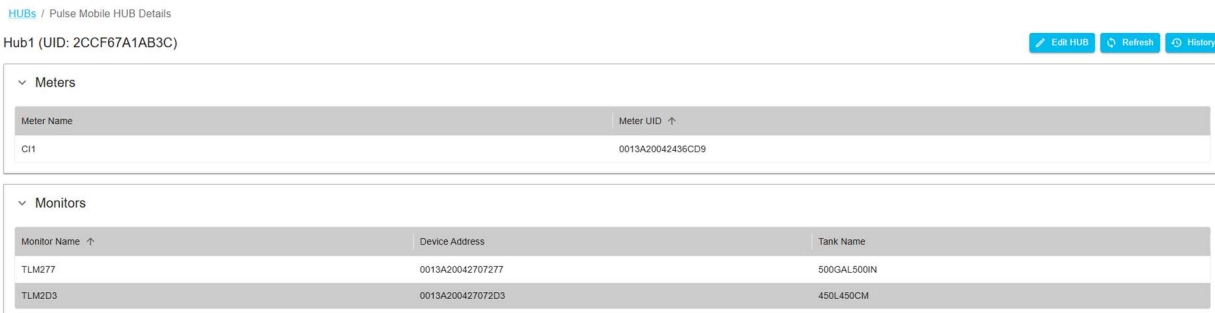 HUBs / Pulse Mobile HUB Details
Hub1 (UID: 2CCF67A1AB3C)
Edit HUB Refresh History
Meters
Meter Name Meter UID ↑
CI1 0013A20042436CD9
Monitors
Monitor Name ↑ Device Address Tank Name
TLM277 0013A20042707277 500GAL500IN
TLM2D3 0013A200427072D3 450L450CM